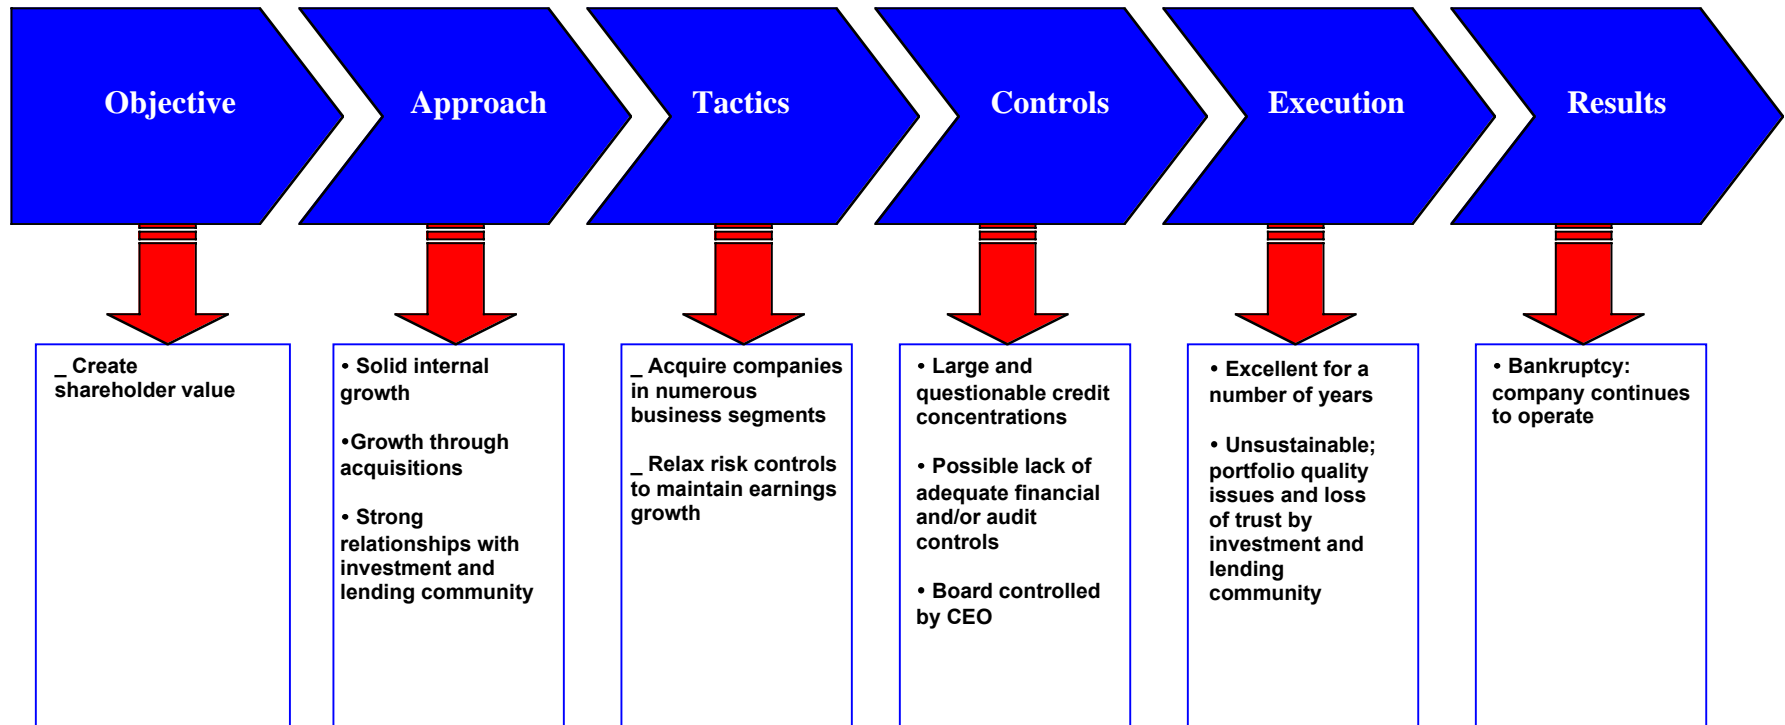 Objective
Approach
Tactics
Controls
Execution
Results
_ Create
shareholder value
• Solid internal
growth
•Growth through
acquisitions
• Strong
relationships with
investment and
lending community
_ Acquire companies
in numerous
business segments
_ Relax risk controls
to maintain earnings
growth
• Large and
questionable credit
concentrations
• Possible lack of
adequate financial
and/or audit
controls
• Board controlled
by CEO
• Excellent for a
number of years
• Unsustainable;
portfolio quality
issues and loss
of trust by
investment and
lending
community
• Bankruptcy:
company continues
to operate